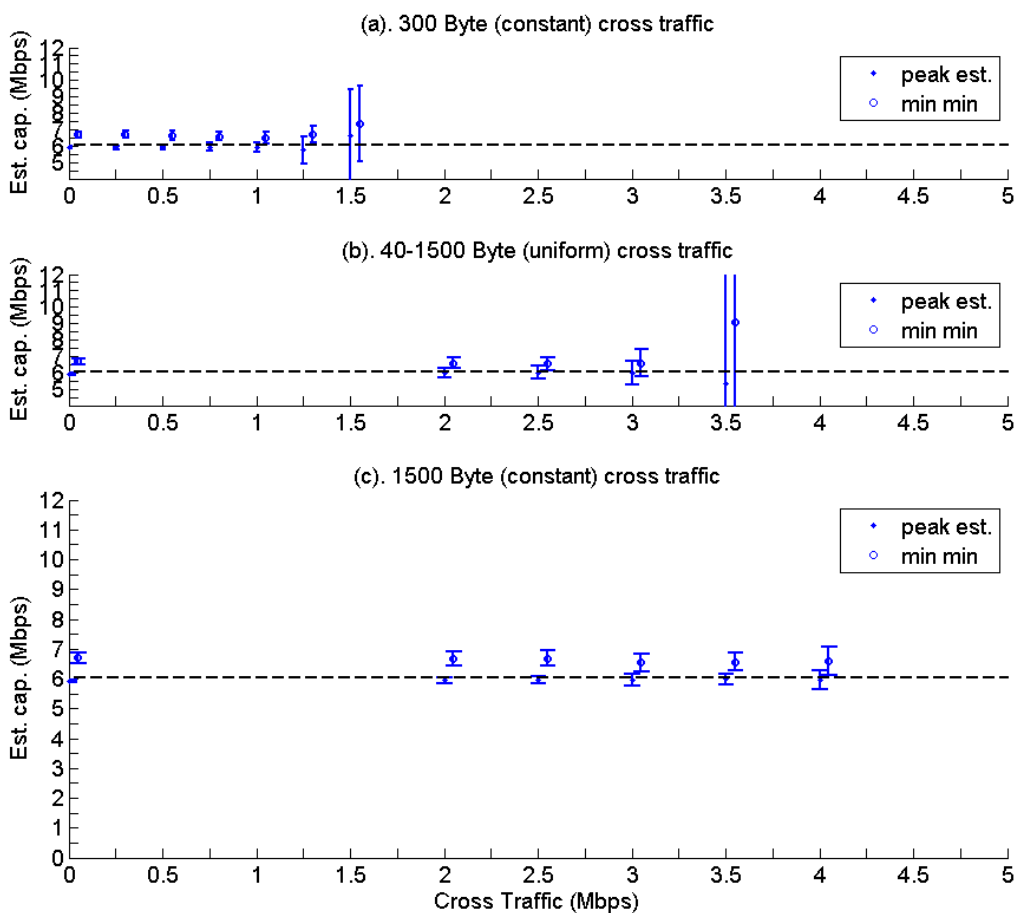 (a). 300 Byte (constant) cross traffic
Est. cap. (Mbps)
12
11
10
9
8
7
6
5
peak est.
min min
0 0.5 1 1.5 2 2.5 3 3.5 4 4.5 5
(b). 40-1500 Byte (uniform) cross traffic
Est. cap. (Mbps)
12
11
10
9
8
7
6
5
peak est.
min min
0 0.5 1 1.5 2 2.5 3 3.5 4 4.5 5
(c). 1500 Byte (constant) cross traffic
Est. cap. (Mbps)
12
11
10
9
8
7
6
5
4
3
2
1
0
peak est.
min min
0 0.5 1 1.5 2 2.5 3 3.5 4 4.5 5
Cross Traffic (Mbps)